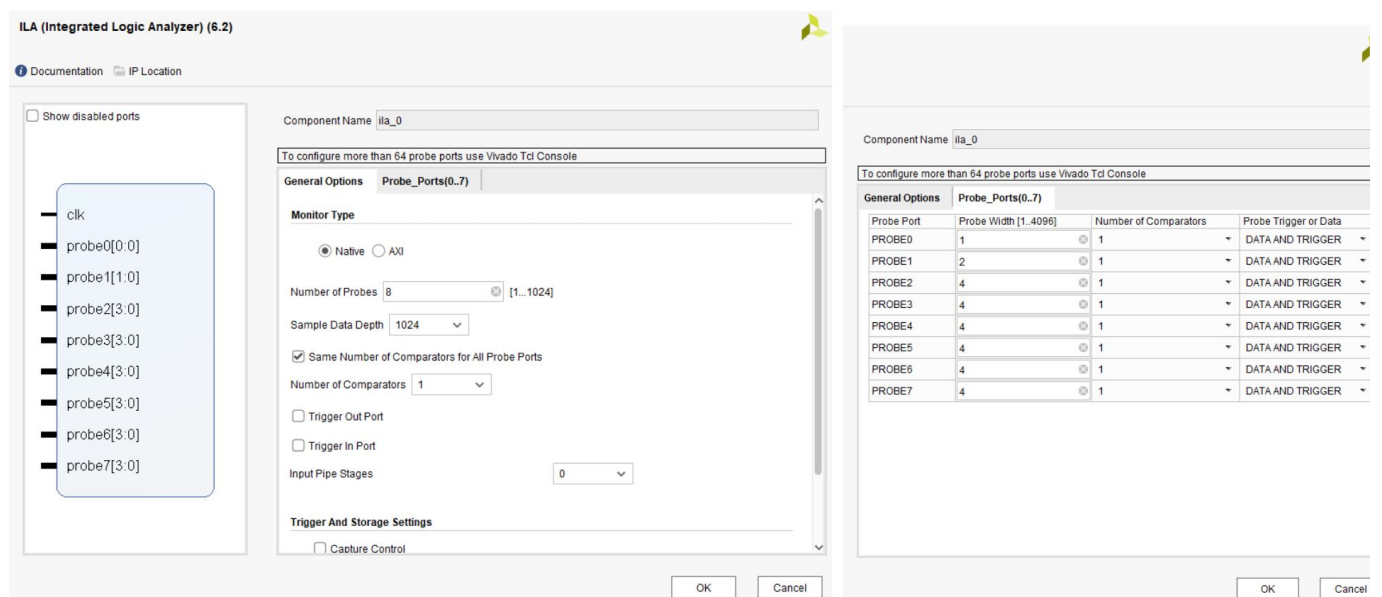 ILA (Integrated Logic Analyzer) (6.2)
Documentation IP Location
Show disabled ports
clk
probe0[0:0]
probe1[1:0]
probe2[3:0]
probe3[3:0]
probe4[3:0]
probe5[3:0]
probe6[3:0]
probe7[3:0]
Component Name ila_0
To configure more than 64 probe ports use Vivado Tcl Console
General Options Probe_Ports(0..7)
Monitor Type
Native AXI
Number of Probes 8 [1...1024]
Sample Data Depth 1024
Same Number of Comparators for All Probe Ports
Number of Comparators 1
Trigger Out Port
Trigger In Port
Input Pipe Stages 0
Trigger And Storage Settings
Capture Control
OK Cancel
Component Name ila_0
To configure more than 64 probe ports use Vivado Tcl Console
General Options Probe_Ports(0..7)
Probe Port Probe Width [1..4096] Number of Comparators Probe Trigger or Data
PROBE0 1 1 DATA AND TRIGGER
PROBE1 2 1 DATA AND TRIGGER
PROBE2 4 1 DATA AND TRIGGER
PROBE3 4 1 DATA AND TRIGGER
PROBE4 4 1 DATA AND TRIGGER
PROBE5 4 1 DATA AND TRIGGER
PROBE6 4 1 DATA AND TRIGGER
PROBE7 4 1 DATA AND TRIGGER
OK Cancel